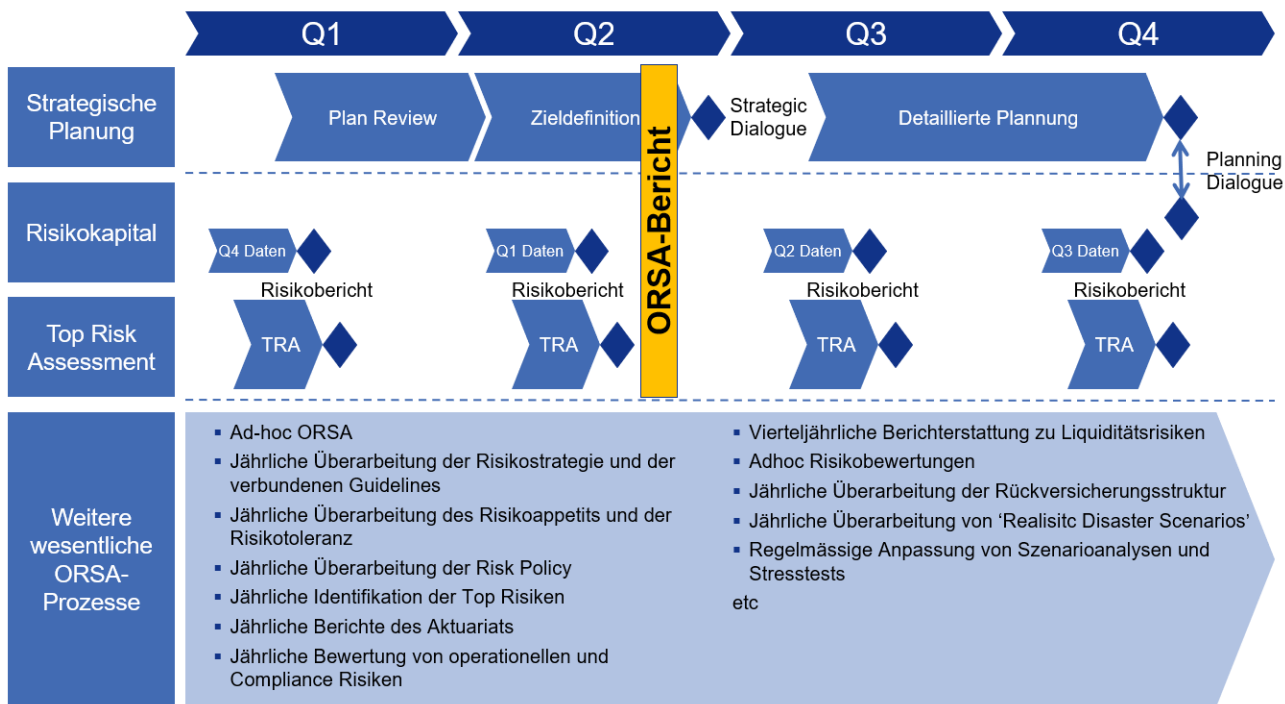 Q1
Q2
Q3
Q4
Strategische
Planung
Plan Review
Zieldefinition
Strategic
Dialogue
Detaillierte Plannung
Planning
Dialogue
ORSA-Bericht
Risikokapital
Q4 Daten
Q1 Daten
Q2 Daten
Q3 Daten
Risikobericht
Risikobericht
Risikobericht
Risikobericht
Top Risk
Assessment
TRA
TRA
TRA
TRA
Weitere
wesentliche
ORSA-
Prozesse
▪ Ad-hoc ORSA
▪ Jährliche Überarbeitung der Risikostrategie und der
verbundenen Guidelines
▪ Jährliche Überarbeitung des Risikoappetits und der
Risikotoleranz
▪ Jährliche Überarbeitung der Risk Policy
▪ Jährliche Identifikation der Top Risiken
▪ Jährliche Berichte des Aktuariats
▪ Jährliche Bewertung von operationellen und
Compliance Risiken
▪ Vierteljährliche Berichterstattung zu Liquiditätsrisiken
▪ Adhoc Risikobewertungen
▪ Jährliche Überarbeitung der Rückversicherungsstruktur
▪ Jährliche Überarbeitung von ‘Realisitc Disaster Scenarios’
▪ Regelmässige Anpassung von Szenarioanalysen und
Stresstests
etc